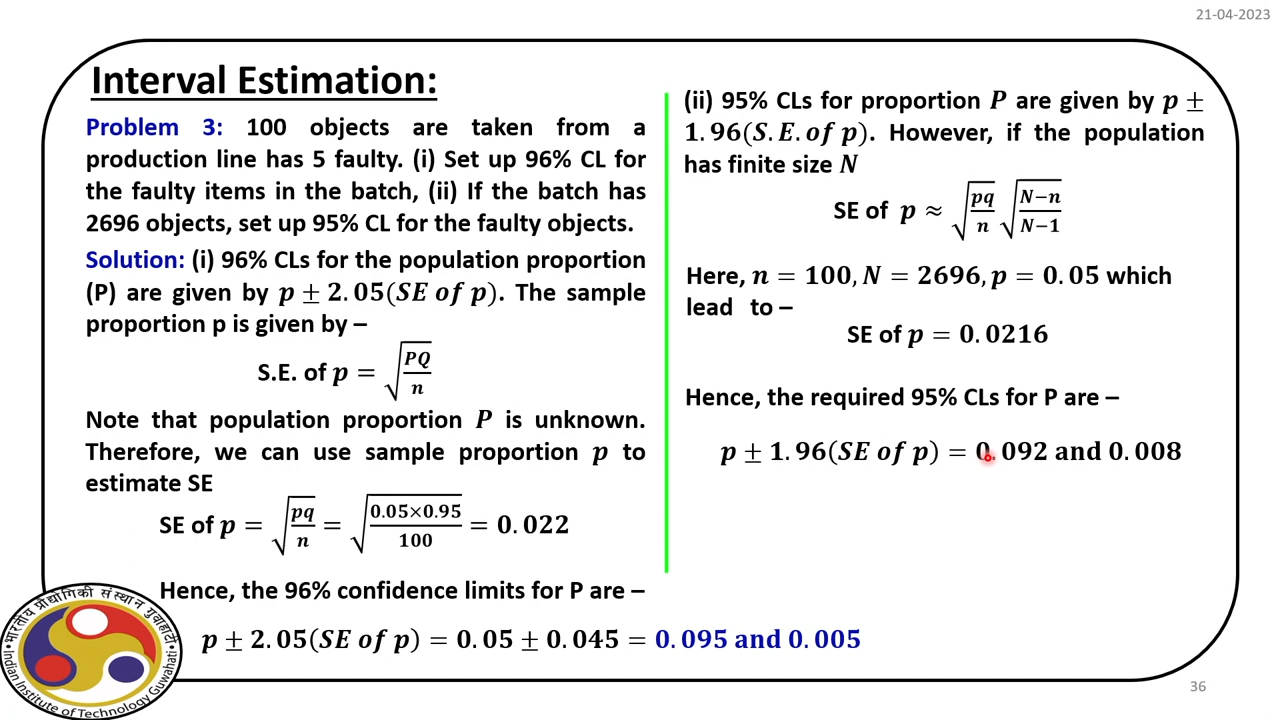 21-04-2023
Interval Estimation:
Problem 3: 100 objects are taken from a
production line has 5 faulty. (i) Set up 96% CL for
the faulty items in the batch, (ii) If the batch has
2696 objects, set up 95% CL for the faulty objects.
Solution: (i) 96% CLs for the population proportion
(P) are given by p ± 2.05(SE of p). The sample
proportion p is given by –
S.E. of p = √(PQ/n)
Note that population proportion P is unknown.
Therefore, we can use sample proportion p to
estimate SE
SE of p = √(pq/n) = √(0.05×0.95/100) = 0.022
Hence, the 96% confidence limits for P are –
p ± 2.05(SE of p) = 0.05 ± 0.045 = 0.095 and 0.005
(ii) 95% CLs for proportion P are given by p ±
1.96(S.E. of p). However, if the population
has finite size N
SE of p ≈ √(pq/n) √(N−n/N−1)
Here, n = 100, N = 2696, p = 0.05 which
lead to –
SE of p = 0.0216
Hence, the required 95% CLs for P are –
p ± 1.96(SE of p) = 0.092 and 0.008
भारतीय प्रौद्योगिकी संस्थान गुवाहाटी
Indian Institute of Technology Guwahati
36